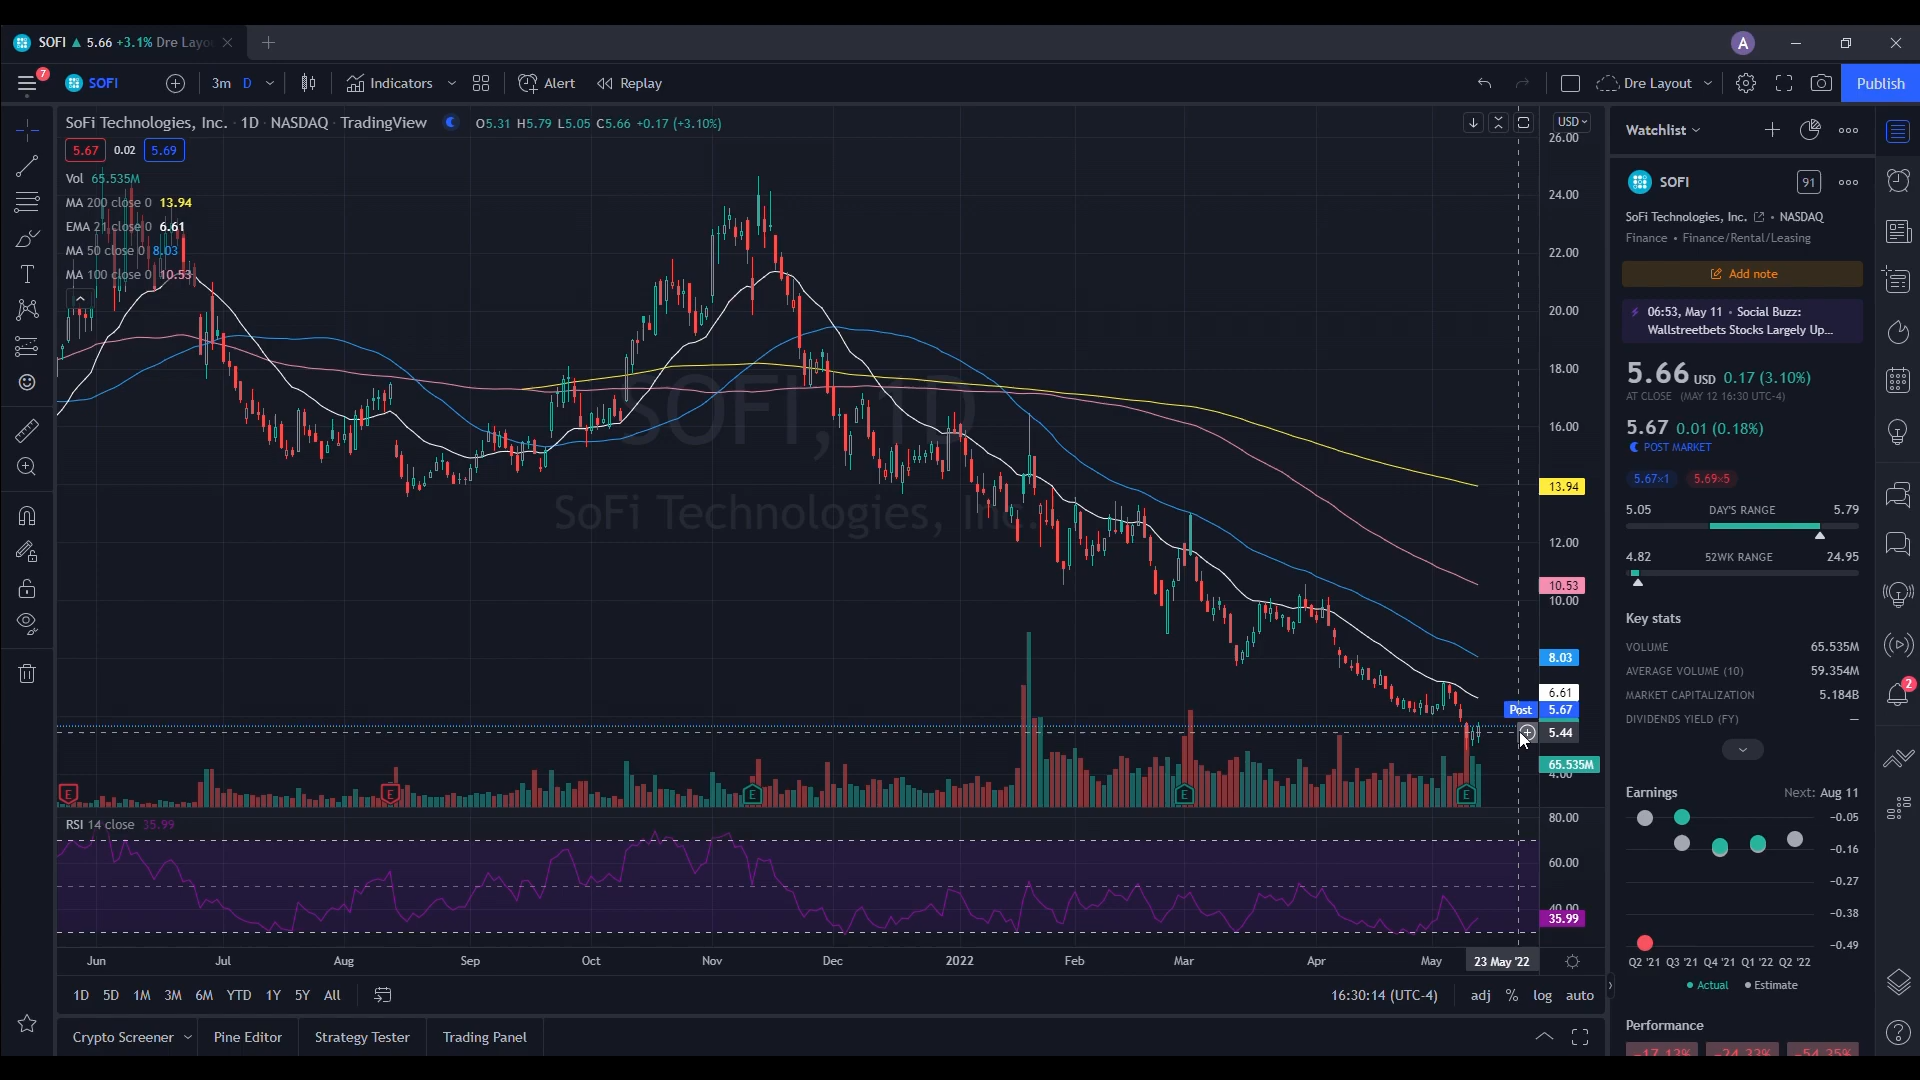 SOFI ▲ 5.66 +3.1% Dre Layo
A
7
SOFI 3m D Indicators Alert Replay Dre Layout Publish
SoFi Technologies, Inc. · 1D · NASDAQ · TradingView O5.31 H5.79 L5.05 C5.66 +0.17 (+3.10%)
5.67 0.02 5.69
Vol 65.535M
MA 200 close 0 13.94
EMA 21 close 0 6.61
MA 50 close 0 8.03
MA 100 close 0 10.53
SOFI, 1D
SoFi Technologies, Inc.
USD
26.00
24.00
22.00
20.00
18.00
16.00
13.94
12.00
10.53
10.00
8.03
6.61
Post 5.67
5.44
65.535M
4.00
E E E E E
RSI 14 close 35.99
80.00
60.00
40.00
35.99
Jun Jul Aug Sep Oct Nov Dec 2022 Feb Mar Apr May 23 May '22
1D 5D 1M 3M 6M YTD 1Y 5Y All 16:30:14 (UTC-4) adj % log auto
Crypto Screener Pine Editor Strategy Tester Trading Panel
Watchlist
SOFI 91
SoFi Technologies, Inc. • NASDAQ
Finance • Finance/Rental/Leasing
Add note
06:53, May 11 • Social Buzz:
Wallstreetbets Stocks Largely Up...
5.66 USD 0.17 (3.10%)
AT CLOSE (MAY 12 16:30 UTC-4)
5.67 0.01 (0.18%)
POST MARKET
5.67×1 5.69×5
5.05 DAY'S RANGE 5.79
4.82 52WK RANGE 24.95
Key stats
VOLUME 65.535M
AVERAGE VOLUME (10) 59.354M
MARKET CAPITALIZATION 5.184B
DIVIDENDS YIELD (FY) —
Earnings Next: Aug 11
-0.05
-0.16
-0.27
-0.38
-0.49
Q2 '21 Q3 '21 Q4 '21 Q1 '22 Q2 '22
• Actual • Estimate
Performance
-17.13% -24.33% -54.35%
2